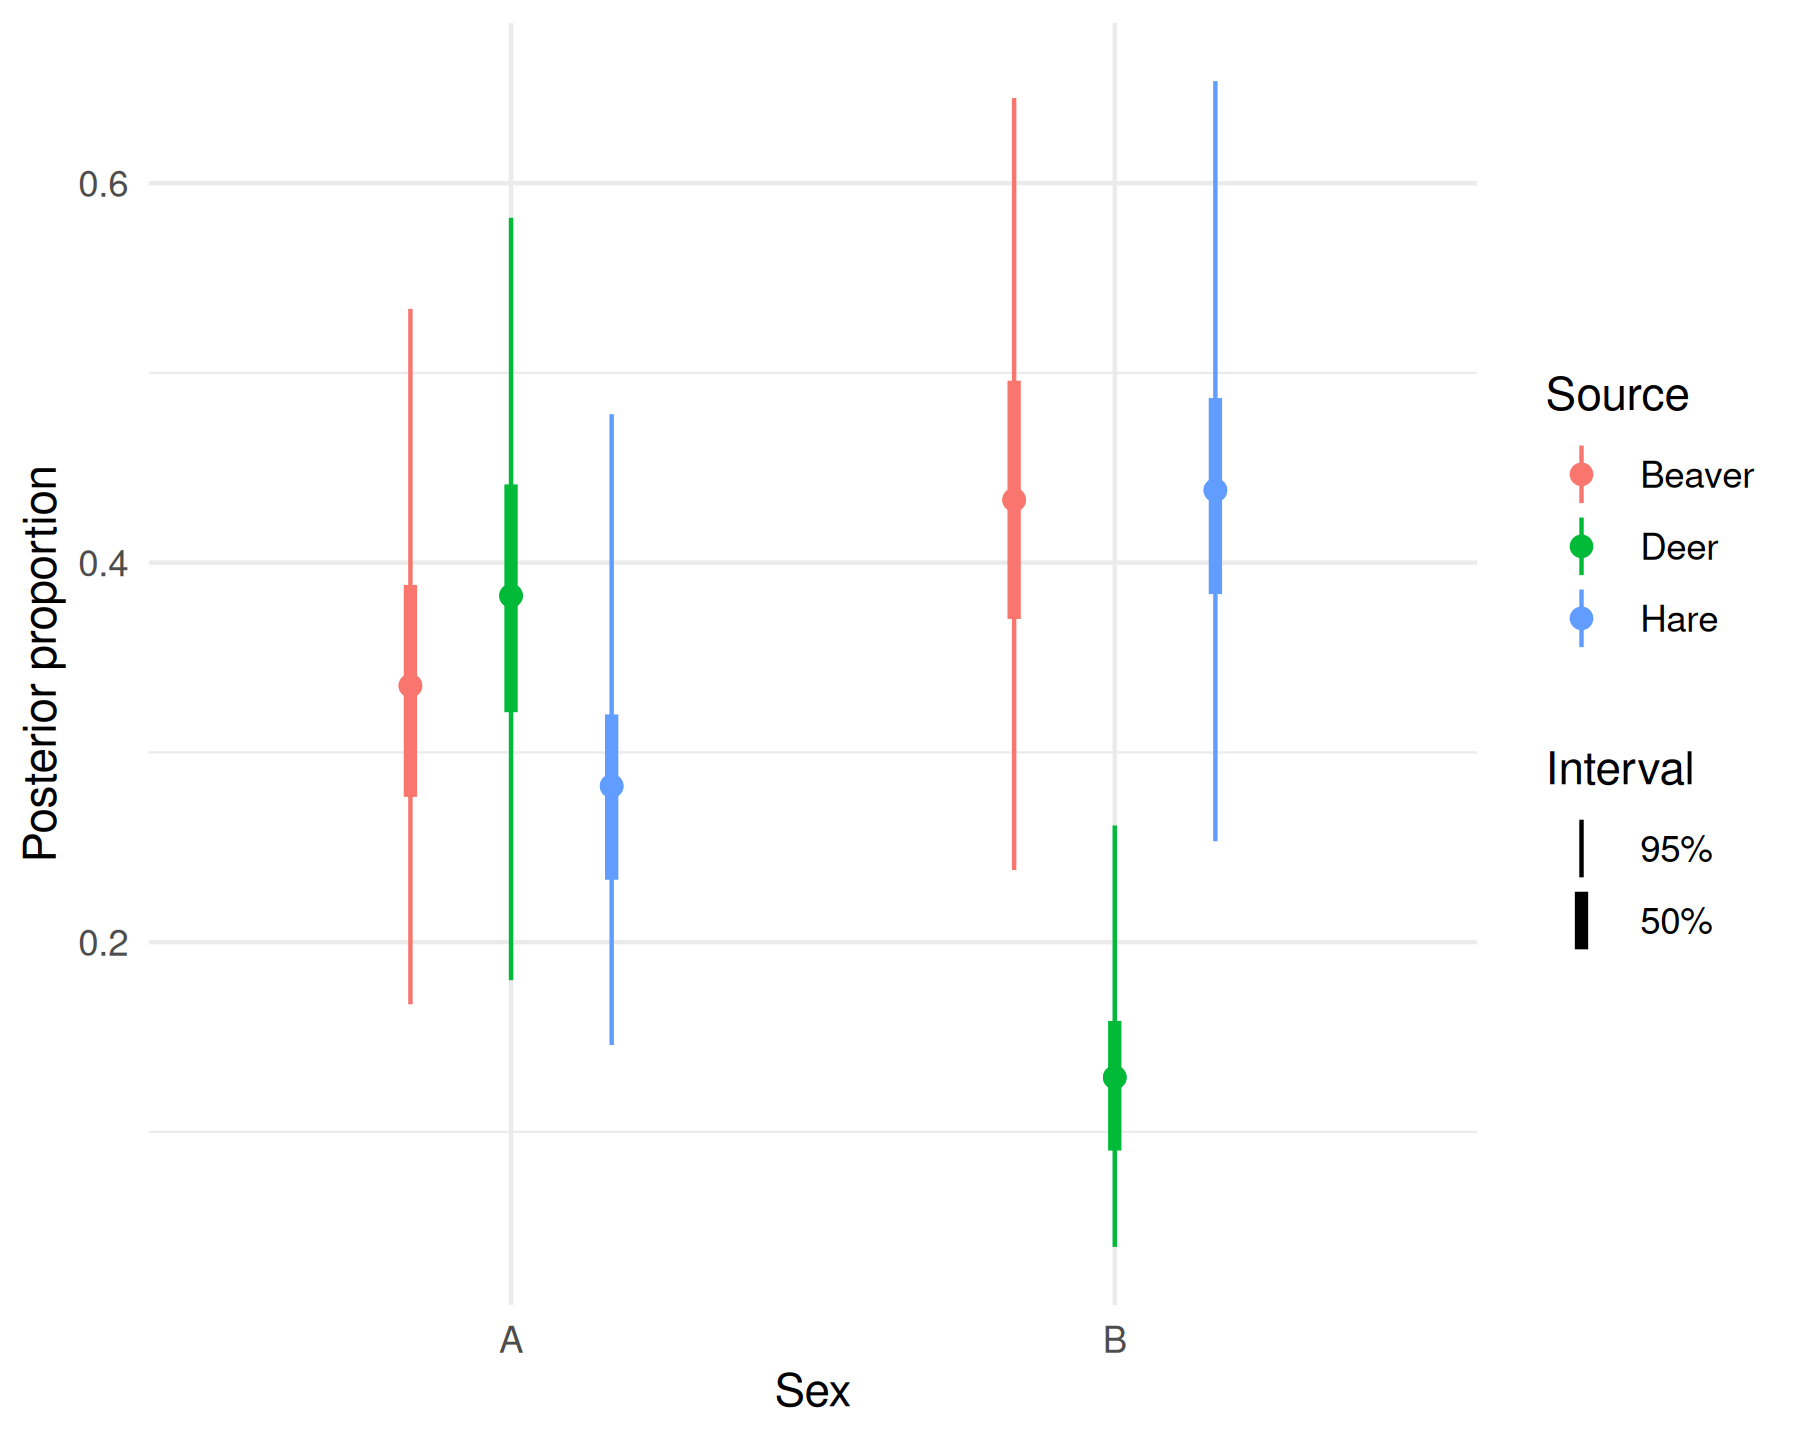 Posterior proportion
0.6
0.4
0.2
A
B
Sex
Source
Beaver
Deer
Hare
Interval
95%
50%